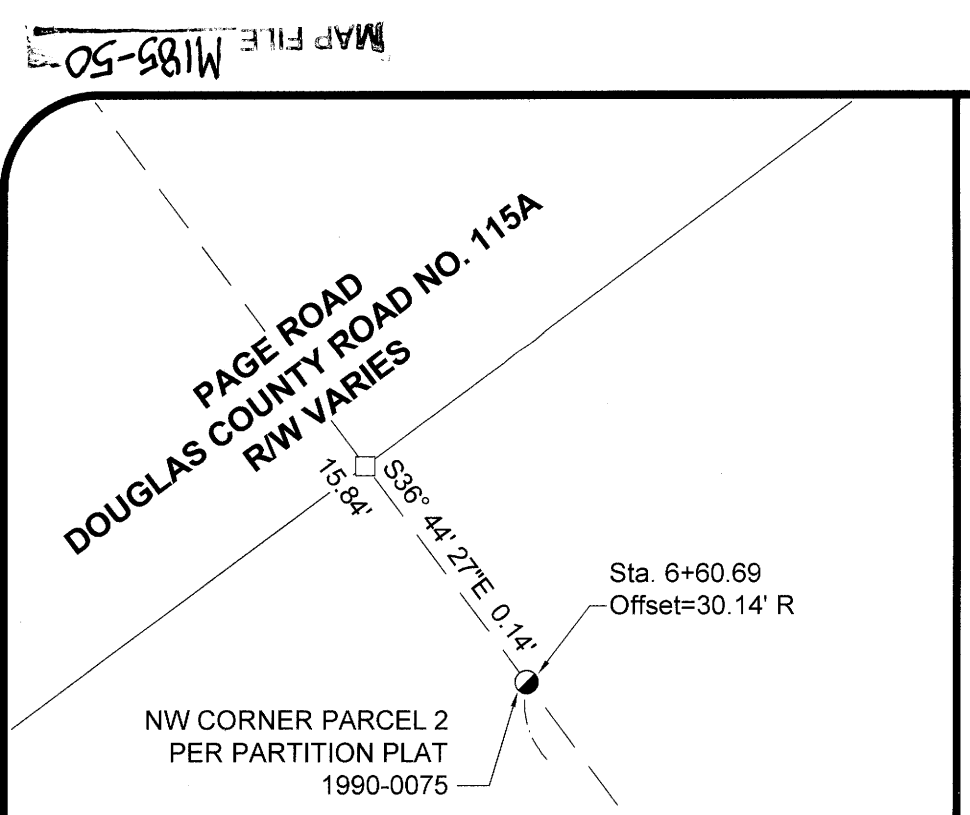 MAP FILE M185-50
PAGE ROAD
DOUGLAS COUNTY ROAD NO. 115A
R/W VARIES
15.84'
S36° 44' 27"E 0.14'
Sta. 6+60.69
Offset=30.14' R
NW CORNER PARCEL 2
PER PARTITION PLAT
1990-0075